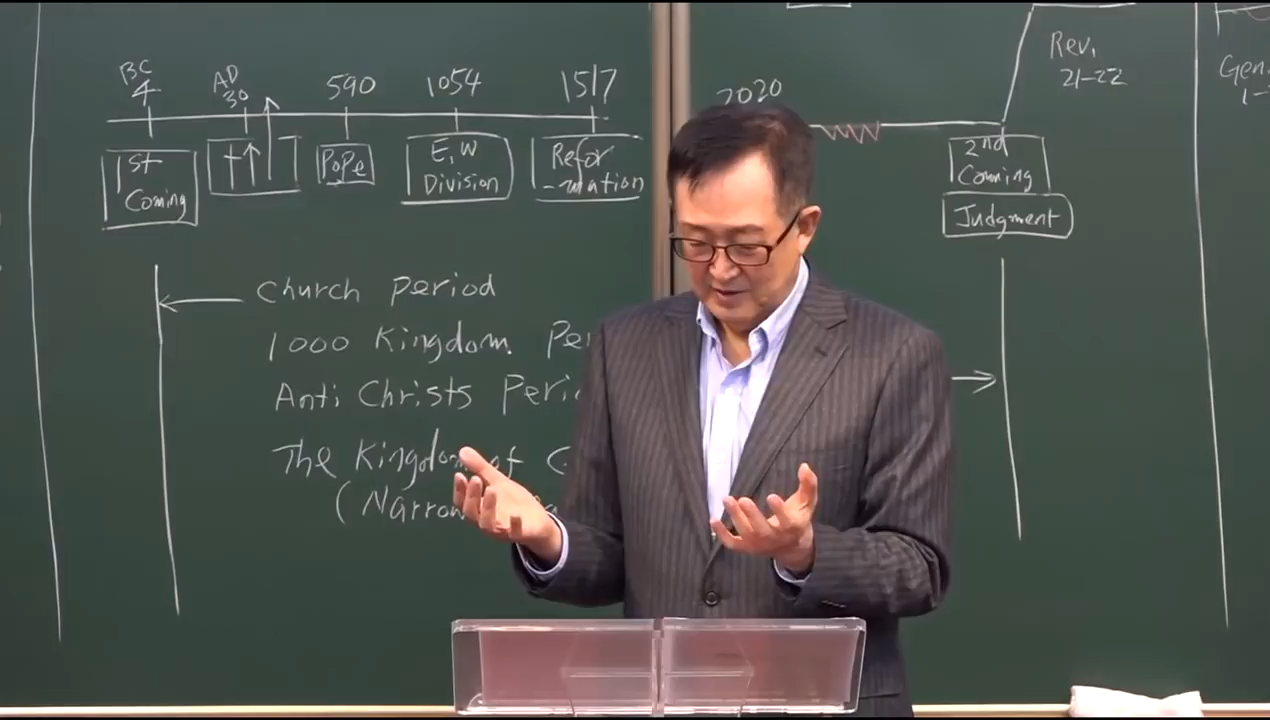 BC
4
AD
30
590
1054
1517
2020
Rev.
21-22
Gen.
1st
Coming
PoPe
E, W
Division
Refor
-mation
2nd
Coming
Judgment
Church Period
1000 Kingdom
Anti Christs
The Kingdom of